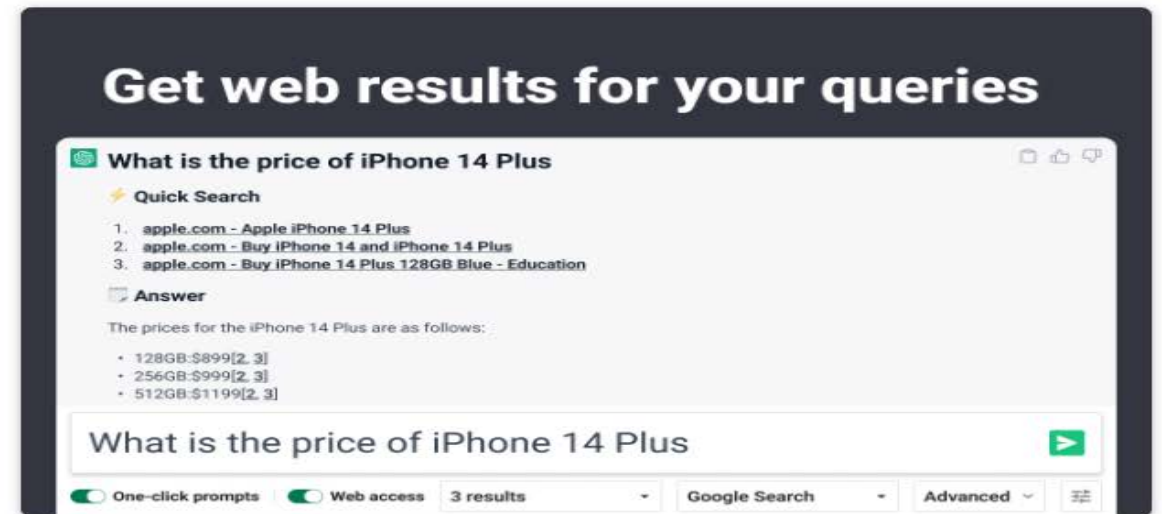 Get web results for your queries
What is the price of iPhone 14 Plus
Quick Search
1. apple.com - Apple iPhone 14 Plus
2. apple.com - Buy iPhone 14 and iPhone 14 Plus
3. apple.com - Buy iPhone 14 Plus 128GB Blue - Education
Answer
The prices for the iPhone 14 Plus are as follows:
• 128GB:$899[2, 3]
• 256GB:$999[2, 3]
• 512GB:$1199[2, 3]
What is the price of iPhone 14 Plus
One-click prompts Web access 3 results Google Search Advanced